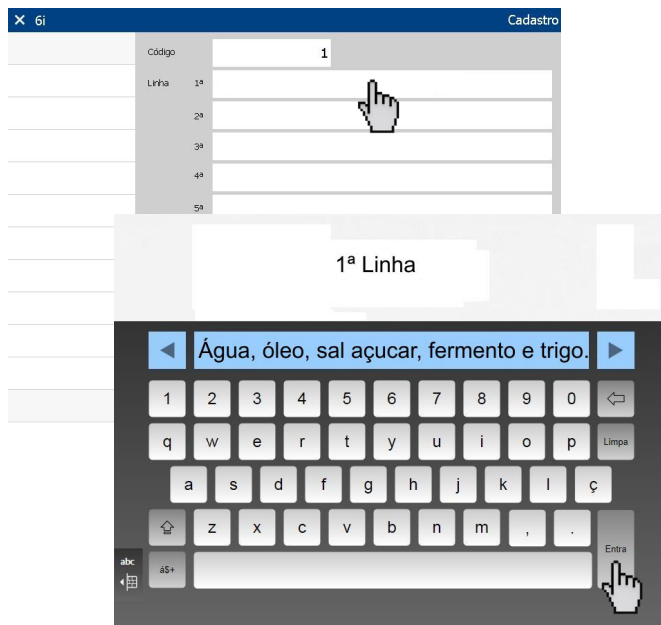 ✕ 6i Cadastro
Código 1
Linha 1ª
2ª
3ª
4ª
5ª
1ª Linha
◀ Água, óleo, sal açucar, fermento e trigo. ▶
1 2 3 4 5 6 7 8 9 0
q w e r t y u i o p Limpa
a s d f g h j k l ç
z x c v b n m , .
Entra
abc
á$+